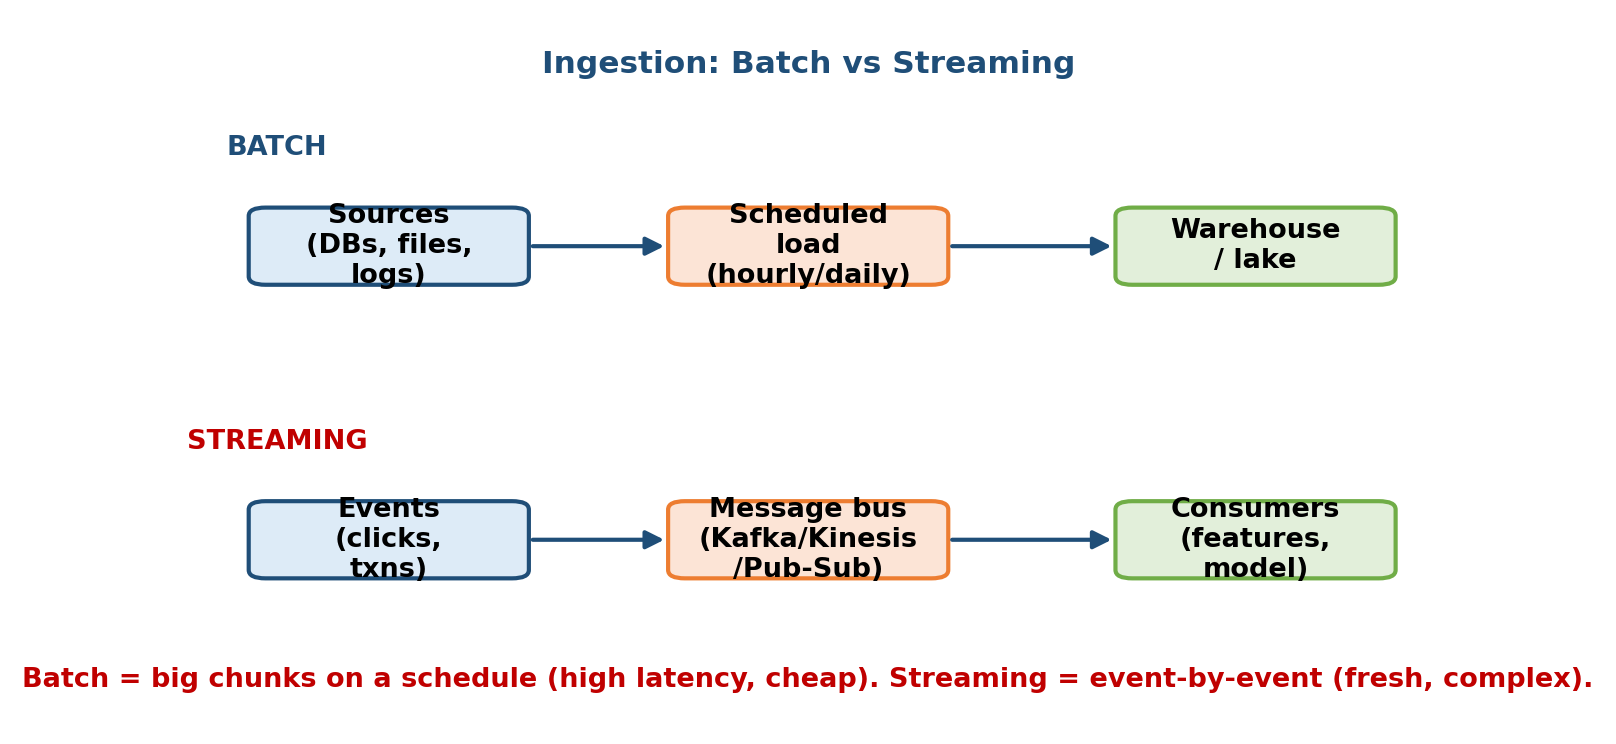 Ingestion: Batch vs Streaming
BATCH
Sources
(DBs, files,
logs)
Scheduled
load
(hourly/daily)
Warehouse
/ lake
STREAMING
Events
(clicks,
txns)
Message bus
(Kafka/Kinesis
/Pub-Sub)
Consumers
(features,
model)
Batch = big chunks on a schedule (high latency, cheap). Streaming = event-by-event (fresh, complex).